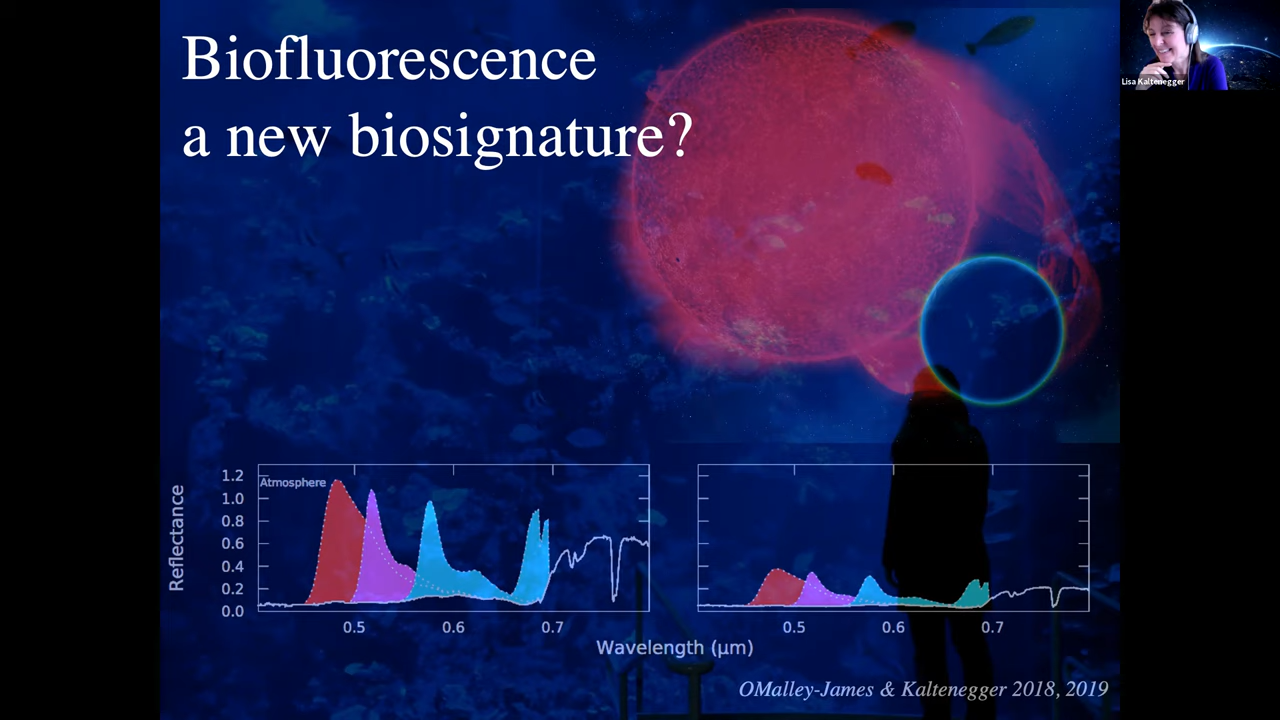 Biofluorescence
a new biosignature?
Lisa Kaltenegger
Reflectance
1.2
1.0
0.8
0.6
0.4
0.2
0.0
Atmosphere
0.5 0.6 0.7
0.5 0.6 0.7
Wavelength (μm)
OMalley-James & Kaltenegger 2018, 2019